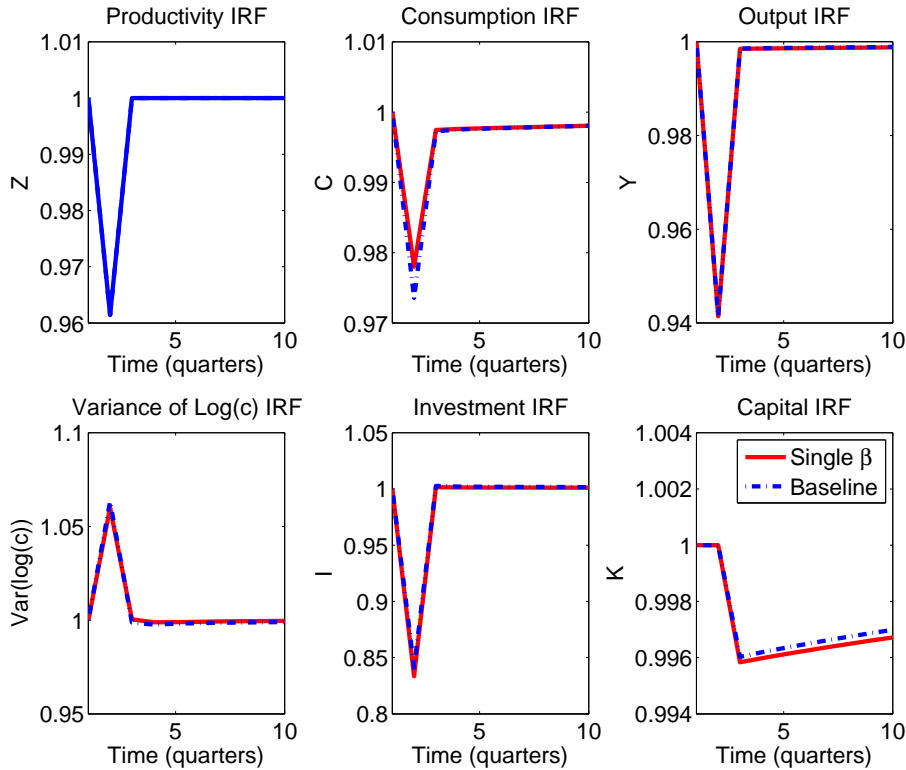 Productivity IRF
1.01
1
0.99
0.98
0.97
0.96
Z
5
10
Time (quarters)
Consumption IRF
1.01
1
0.99
0.98
0.97
C
5
10
Time (quarters)
Output IRF
1
0.98
0.96
0.94
Y
5
10
Time (quarters)
Variance of Log(c) IRF
1.1
1.05
1
0.95
Var(log(c))
5
10
Time (quarters)
Investment IRF
1.05
1
0.95
0.9
0.85
0.8
I
5
10
Time (quarters)
Capital IRF
1.004
1.002
1
0.998
0.996
0.994
K
Single β
Baseline
5
10
Time (quarters)